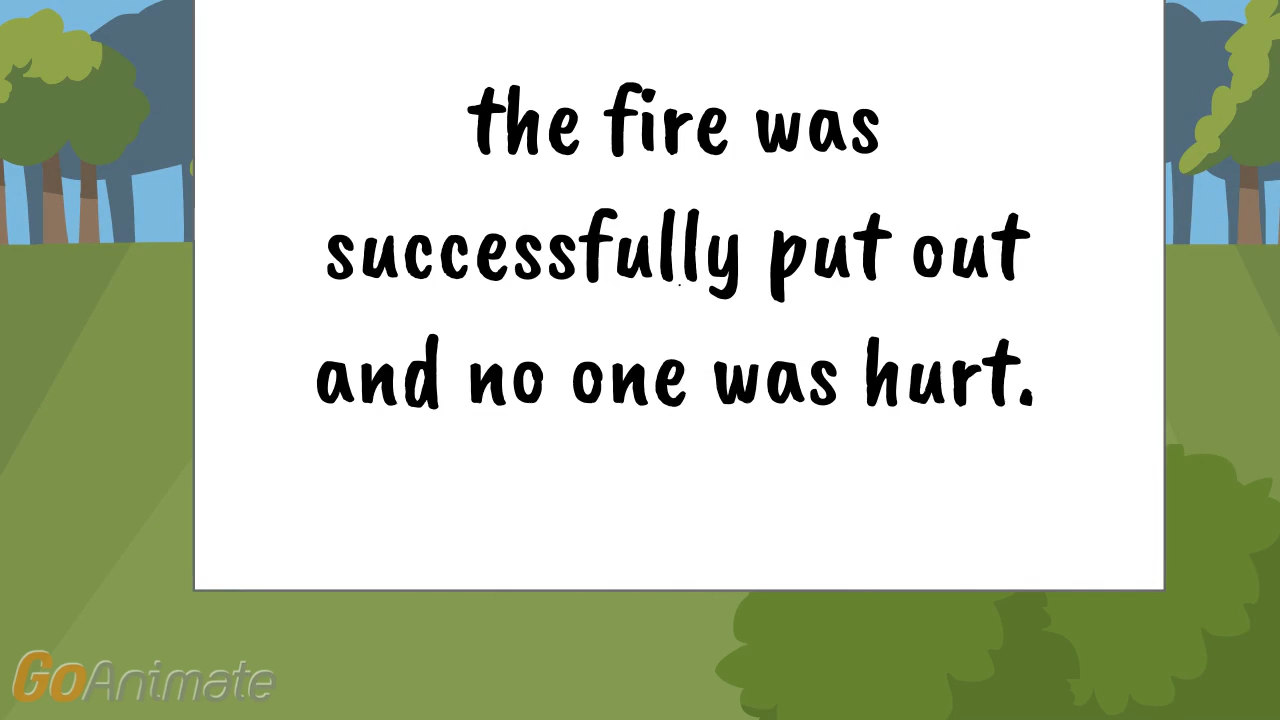 the fire was
successfully put out
and no one was hurt.
GoAnimate